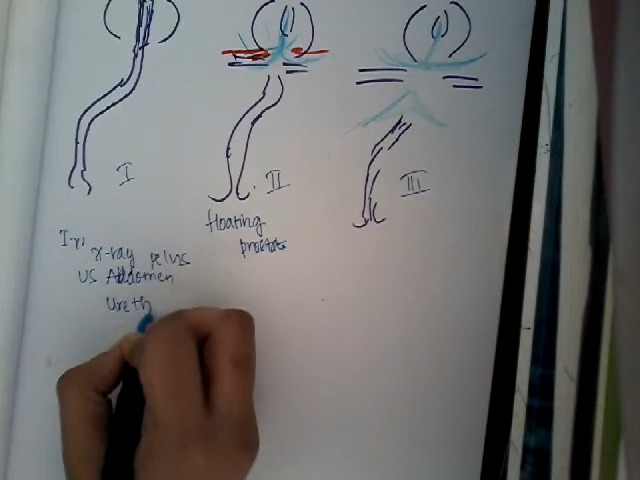 I
II
III
floating
prostate
x-ray pelvis
US Abdomen
Ureth